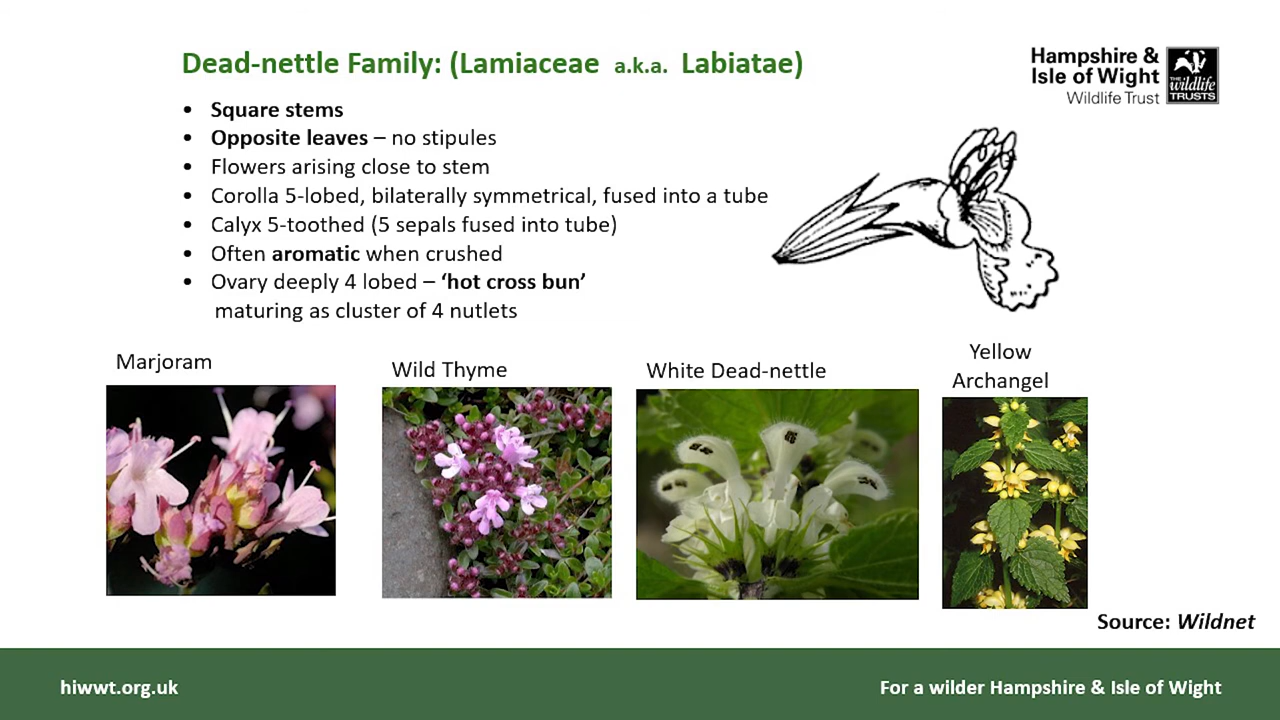 Dead-nettle Family: (Lamiaceae a.k.a. Labiatae)
Hampshire &
Isle of Wight
Wildlife Trust
THE
wildlife
TRUSTS
• Square stems
• Opposite leaves – no stipules
• Flowers arising close to stem
• Corolla 5-lobed, bilaterally symmetrical, fused into a tube
• Calyx 5-toothed (5 sepals fused into tube)
• Often aromatic when crushed
• Ovary deeply 4 lobed – ‘hot cross bun’
maturing as cluster of 4 nutlets
Marjoram
Wild Thyme
White Dead-nettle
Yellow
Archangel
Source: Wildnet
hiwwt.org.uk
For a wilder Hampshire & Isle of Wight